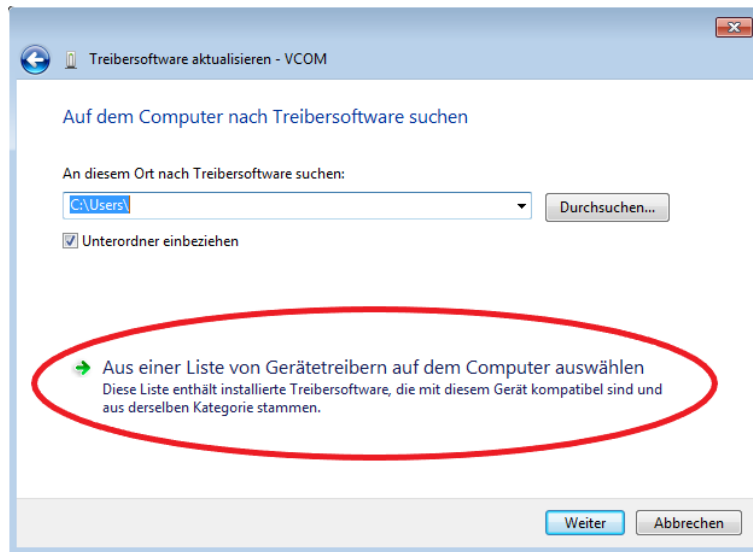 Treibersoftware aktualisieren - VCOM
Auf dem Computer nach Treibersoftware suchen
An diesem Ort nach Treibersoftware suchen:
C:\Users\
Durchsuchen...
Unterordner einbeziehen
Aus einer Liste von Gerätetreibern auf dem Computer auswählen
Diese Liste enthält installierte Treibersoftware, die mit diesem Gerät kompatibel sind und
aus derselben Kategorie stammen.
Weiter
Abbrechen